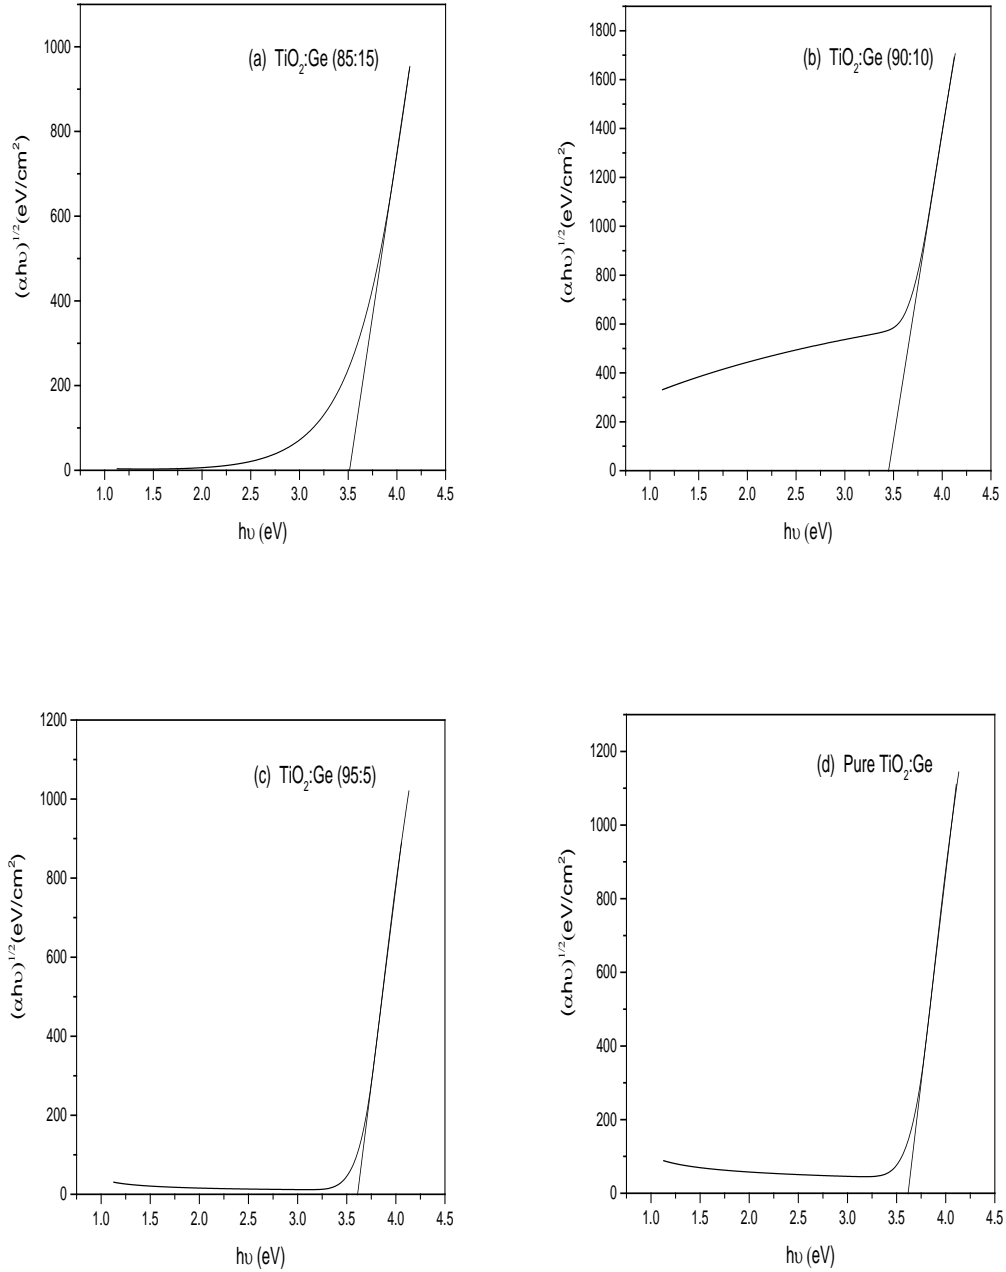 (a) TiO2:Ge (85:15)
1000
800
600
400
200
0
(αhυ)1/2(eV/cm2)
1.0 1.5 2.0 2.5 3.0 3.5 4.0 4.5
hυ (eV)
(b) TiO2:Ge (90:10)
1800
1600
1400
1200
1000
800
600
400
200
0
(αhυ)1/2(eV/cm2)
1.0 1.5 2.0 2.5 3.0 3.5 4.0 4.5
hυ (eV)
(c) TiO2:Ge (95:5)
1200
1000
800
600
400
200
0
(αhυ)1/2(eV/cm2)
1.0 1.5 2.0 2.5 3.0 3.5 4.0 4.5
hυ (eV)
(d) Pure TiO2:Ge
1200
1000
800
600
400
200
0
(αhυ)1/2(eV/cm2)
1.0 1.5 2.0 2.5 3.0 3.5 4.0 4.5
hυ (eV)